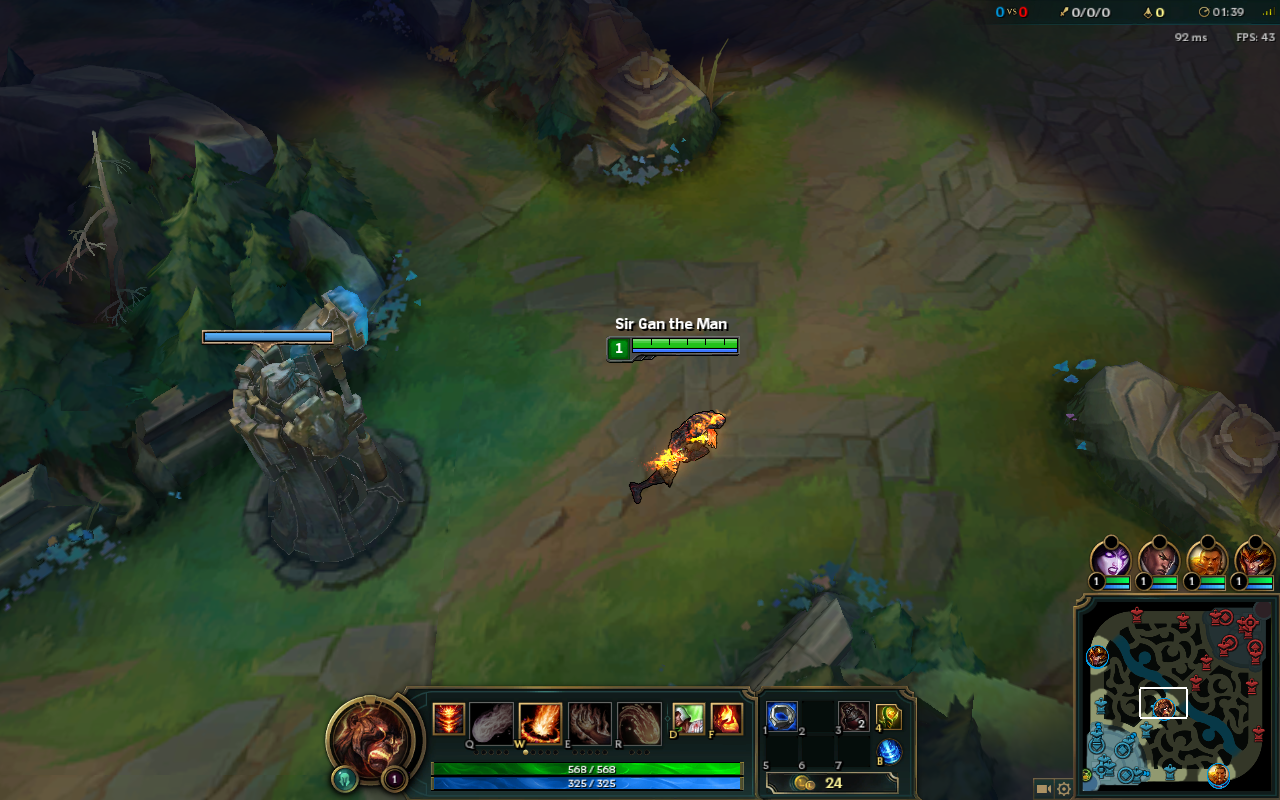 0 vs 0 0/0/0 0 01:39
92 ms FPS: 43
Sir Gan the Man
1
1 1 1 1
Q W E R D F
1 2 3 2 4
5 6 7 B
1
568 / 568
325 / 325
24